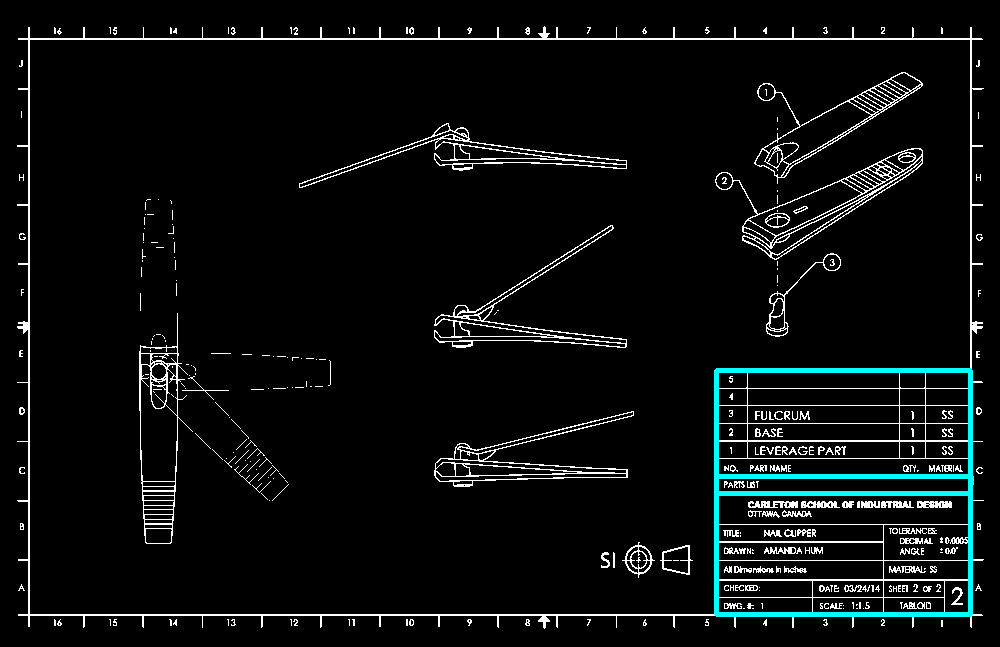 16 15 14 13 12 11 10 9 8 7 6 5 4 3 2 1
J J
I I
H H
G G
F F
E E
D D
C C
B B
A A
1
2
3
5
4
3 FULCRUM 1 SS
2 BASE 1 SS
1 LEVERAGE PART 1 SS
NO. PART NAME QTY. MATERIAL
PARTS LIST
CARLETON SCHOOL OF INDUSTRIAL DESIGN
OTTAWA, CANADA
TITLE: NAIL CLIPPER
TOLERANCES:
DECIMAL ±0.0005
ANGLE ±0.0°
DRAWN: AMANDA HUM
All Dimensions in Inches
MATERIAL: SS
CHECKED:
DATE: 03/24/14
SHEET 2 OF 2
DWG. #: 1
SCALE: 1:1.5
TABLOID
2
SI
16 15 14 13 12 11 10 9 8 7 6 5 4 3 2 1